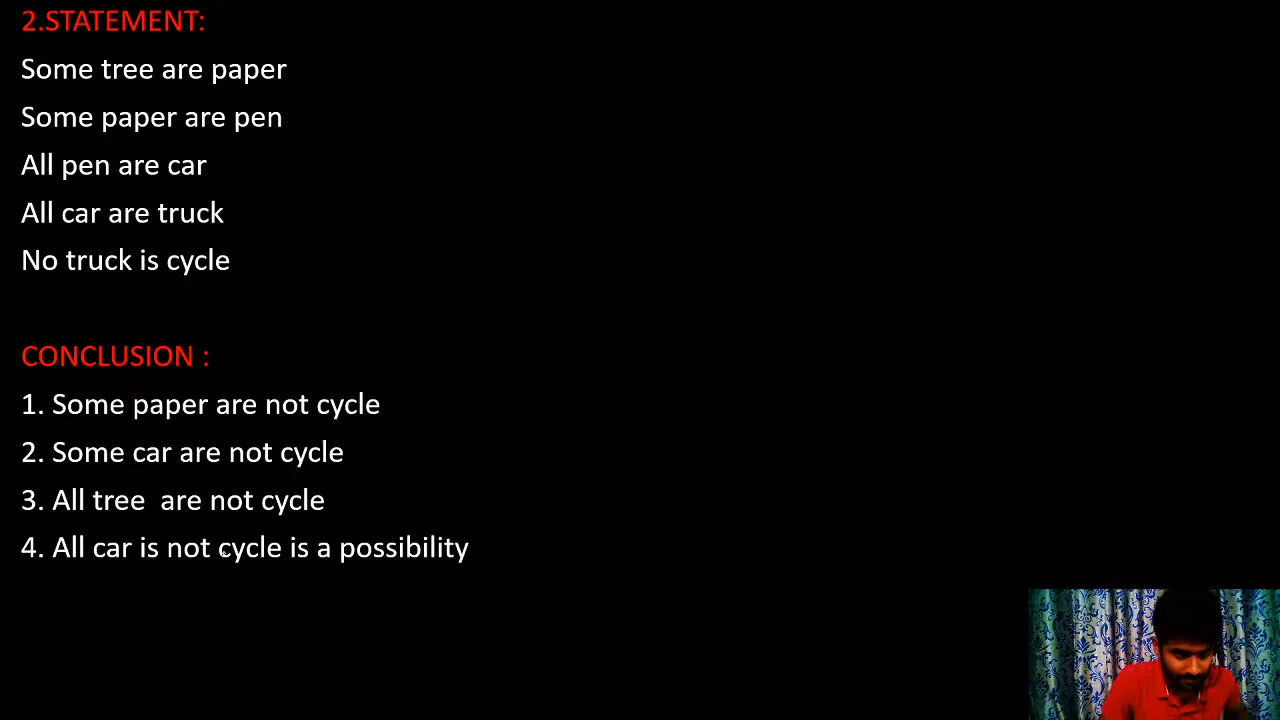 2.STATEMENT:
Some tree are paper
Some paper are pen
All pen are car
All car are truck
No truck is cycle
CONCLUSION :
1. Some paper are not cycle
2. Some car are not cycle
3. All tree  are not cycle
4. All car is not cycle is a possibility